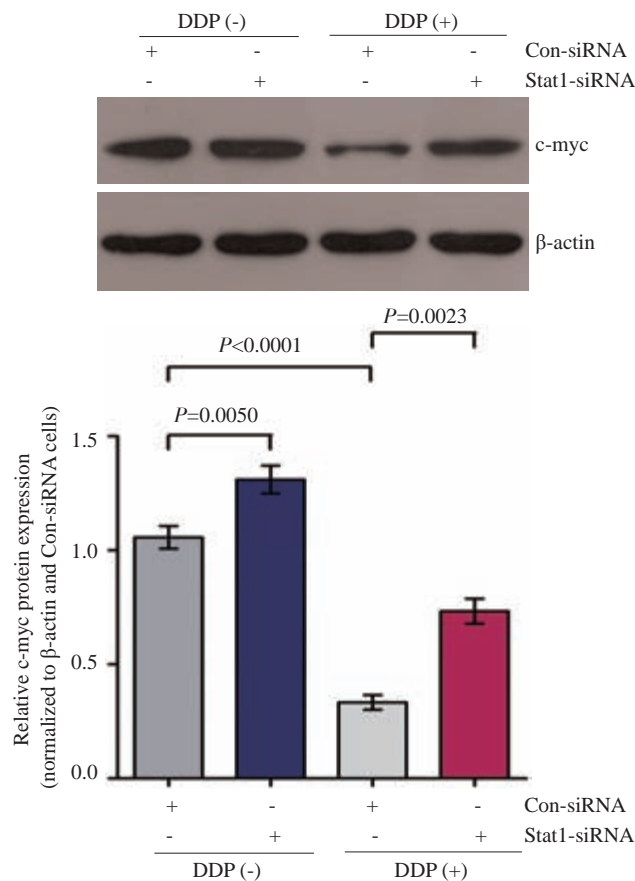 DDP (-) DDP (+)
+ - + - Con-siRNA
- + - + Stat1-siRNA
c-myc
β-actin
P=0.0023
P<0.0001
P=0.0050
Relative c-myc protein expression
(normalized to β-actin and Con-siRNA cells)
1.5
1.0
0.5
0.0
+ - + - Con-siRNA
- + - + Stat1-siRNA
DDP (-) DDP (+)